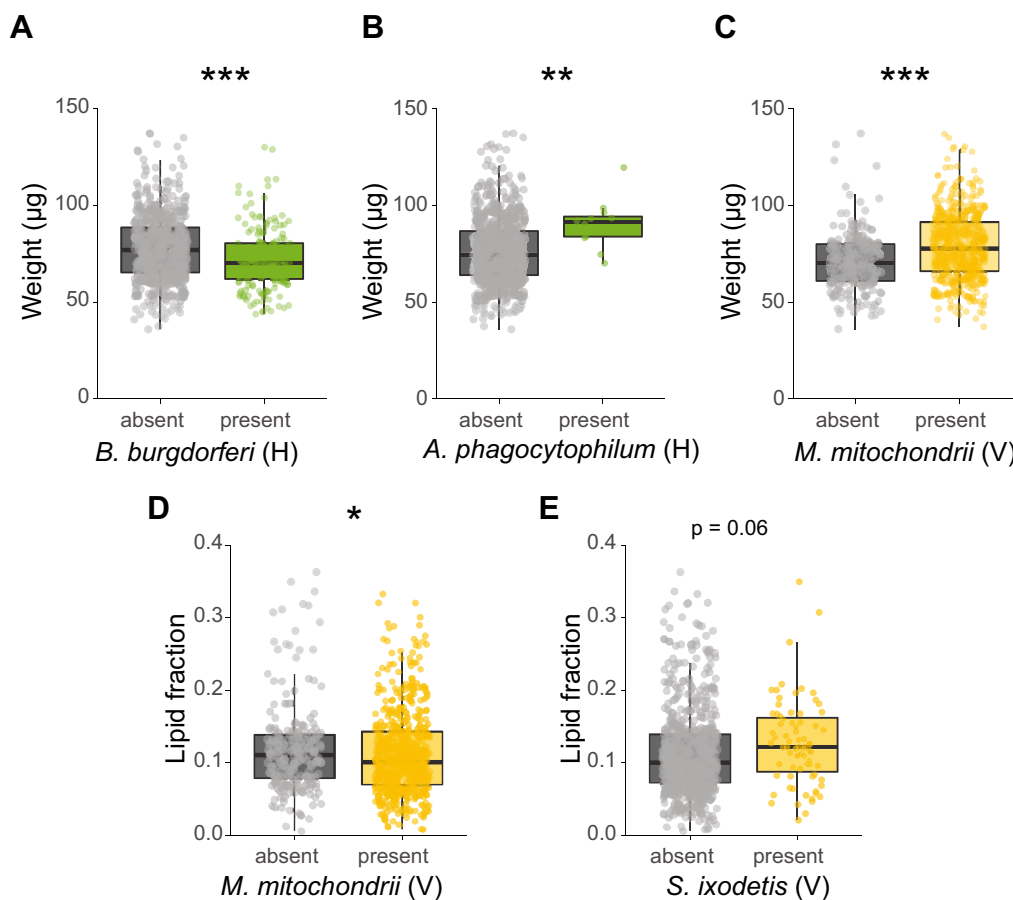 A
***
Weight (µg)
150
100
50
0
absent present
B. burgdorferi (H)
B
**
Weight (µg)
150
100
50
0
absent present
A. phagocytophilum (H)
C
***
Weight (µg)
150
100
50
0
absent present
M. mitochondrii (V)
D
*
Lipid fraction
0.4
0.3
0.2
0.1
0.0
absent present
M. mitochondrii (V)
E
p = 0.06
Lipid fraction
0.4
0.3
0.2
0.1
0.0
absent present
S. ixodetis (V)